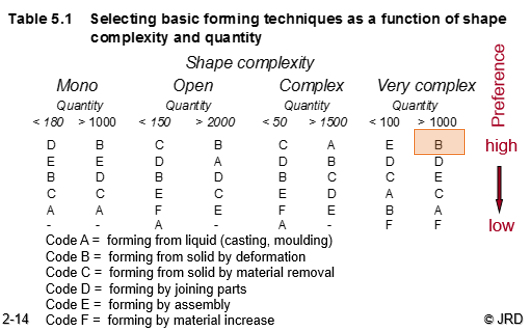 Table 5.1 Selecting basic forming techniques as a function of shape
complexity and quantity
Shape complexity
Mono Open Complex Very complex
Quantity Quantity Quantity Quantity
< 180 > 1000 < 150 > 2000 < 50 > 1500 < 100 > 1000
D B C B C A E B
E E D A D B D D
B D B D B C C E
C C E C E D A C
A A F E F E B A
- - A - A - F F
Preference
high
low
Code A = forming from liquid (casting, moulding)
Code B = forming from solid by deformation
Code C = forming from solid by material removal
Code D = forming by joining parts
Code E = forming by assembly
2-14 Code F = forming by material increase © JRD